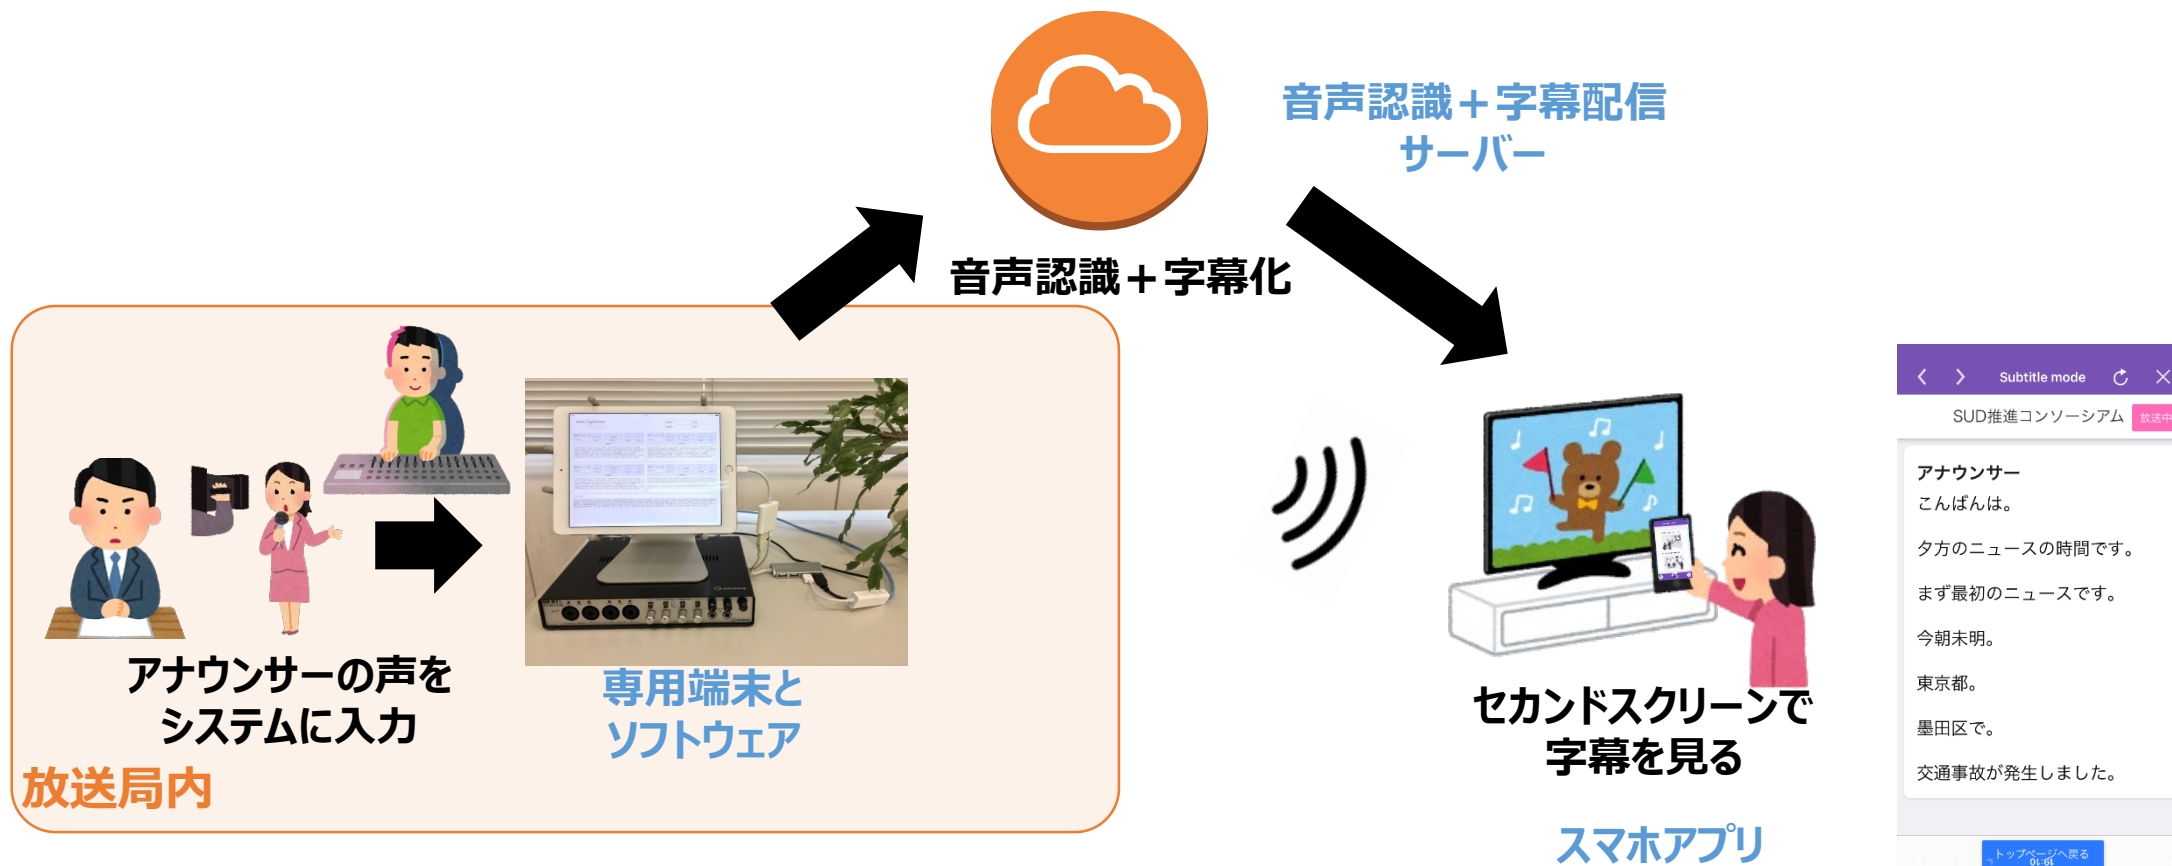 音声認識＋字幕配信
サーバー
音声認識＋字幕化
アナウンサーの声を
システムに入力
専用端末と
ソフトウェア
放送局内
セカンドスクリーンで
字幕を見る
スマホアプリ
Subtitle mode
SUD推進コンソーシアム
放送中
アナウンサー
こんばんは。
夕方のニュースの時間です。
まず最初のニュースです。
今朝未明。
東京都。
墨田区で。
交通事故が発生しました。
トップページへ戻る